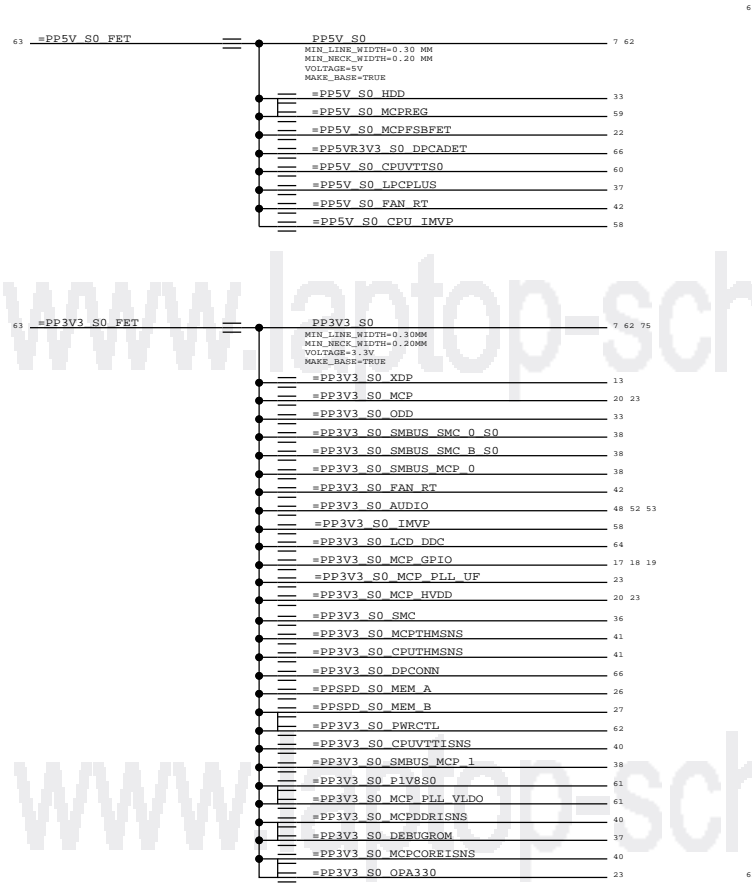 6
63 =PP5V_S0_FET PP5V_S0 7 62
MIN_LINE_WIDTH=0.30 MM
MIN_NECK_WIDTH=0.20 MM
VOLTAGE=5V
MAKE_BASE=TRUE
=PP5V_S0_HDD 33
=PP5V_S0_MCPREG 59
=PP5V_S0_MCPFSBFET 22
=PP5VR3V3_S0_DPCADET 66
=PP5V_S0_CPUVTTS0 60
=PP5V_S0_LPCPLUS 37
=PP5V_S0_FAN_RT 42
=PP5V_S0_CPU_IMVP 58
www.laptop-sch
63 =PP3V3_S0_FET PP3V3_S0 7 62 75
MIN_LINE_WIDTH=0.30MM
MIN_NECK_WIDTH=0.20MM
VOLTAGE=3.3V
MAKE_BASE=TRUE
=PP3V3_S0_XDP 13
=PP3V3_S0_MCP 20 23
=PP3V3_S0_ODD 33
=PP3V3_S0_SMBUS_SMC_0_S0 38
=PP3V3_S0_SMBUS_SMC_B_S0 38
=PP3V3_S0_SMBUS_MCP_0 38
=PP3V3_S0_FAN_RT 42
=PP3V3_S0_AUDIO 48 52 53
=PP3V3_S0_IMVP 58
=PP3V3_S0_LCD_DDC 64
=PP3V3_S0_MCP_GPIO 17 18 19
=PP3V3_S0_MCP_PLL_UF 23
=PP3V3_S0_MCP_HVDD 20 23
=PP3V3_S0_SMC 36
=PP3V3_S0_MCPTHMSNS 41
=PP3V3_S0_CPUTHMSNS 41
=PP3V3_S0_DPCONN 66
=PPSPD_S0_MEM_A 26
=PPSPD_S0_MEM_B 27
=PP3V3_S0_PWRCTL 62
=PP3V3_S0_CPUVTTISNS 40
=PP3V3_S0_SMBUS_MCP_1 38
www.laptop-sch
=PP3V3_S0_P1V8S0 61
=PP3V3_S0_MCP_PLL_VLDO 61
=PP3V3_S0_MCPDDRISNS 40
=PP3V3_S0_DEBUGROM 37
=PP3V3_S0_MCPCOREISNS 40
=PP3V3_S0_OPA330 23
6